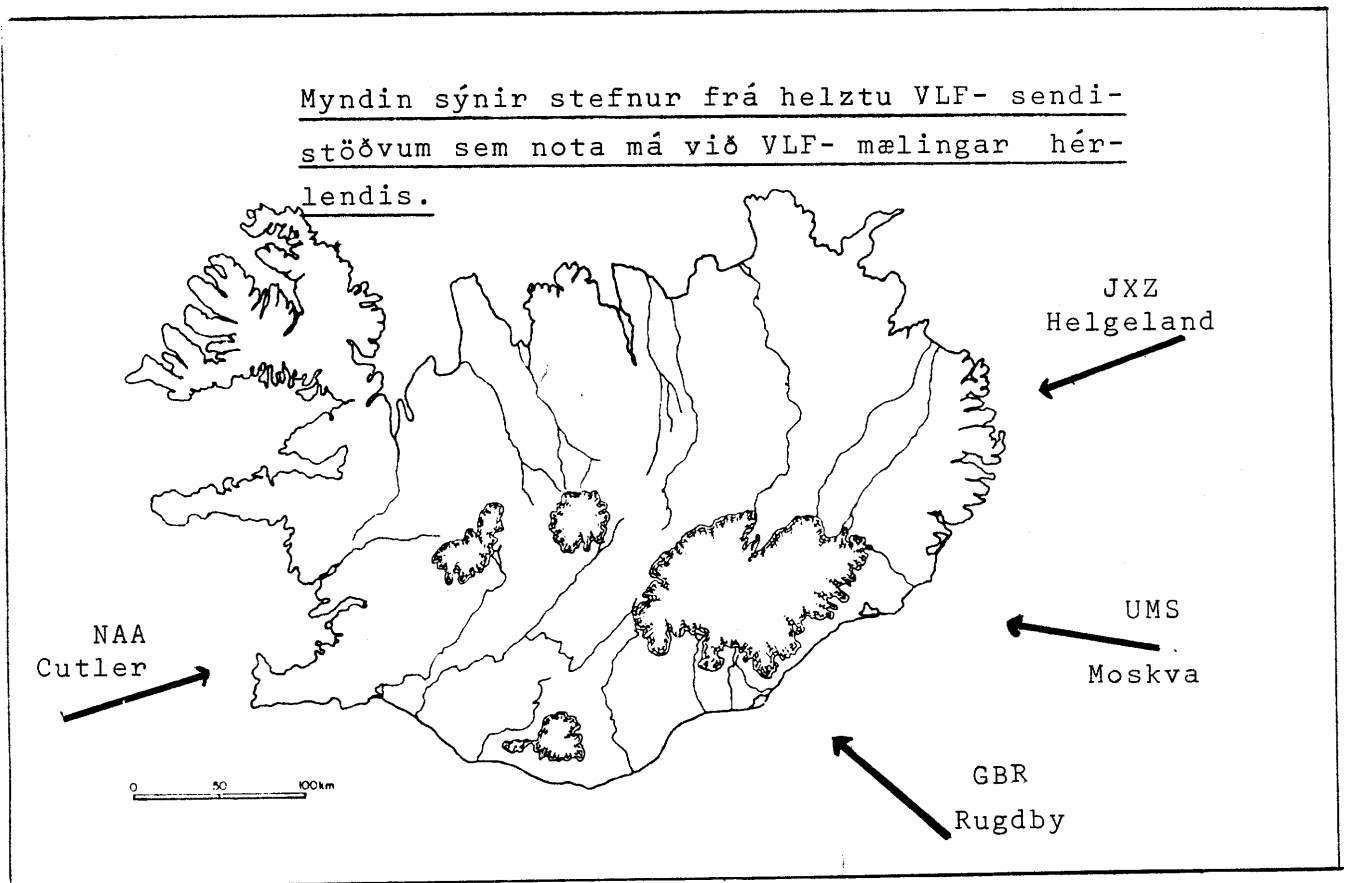 Myndin sýnir stefnur frá helztu VLF- sendi-
stöðvum sem nota má við VLF- mælingar hér-
lendis.
JXZ
Helgeland
NAA
Cutler
UMS
Moskva
GBR
Rugdby
0 50 100km